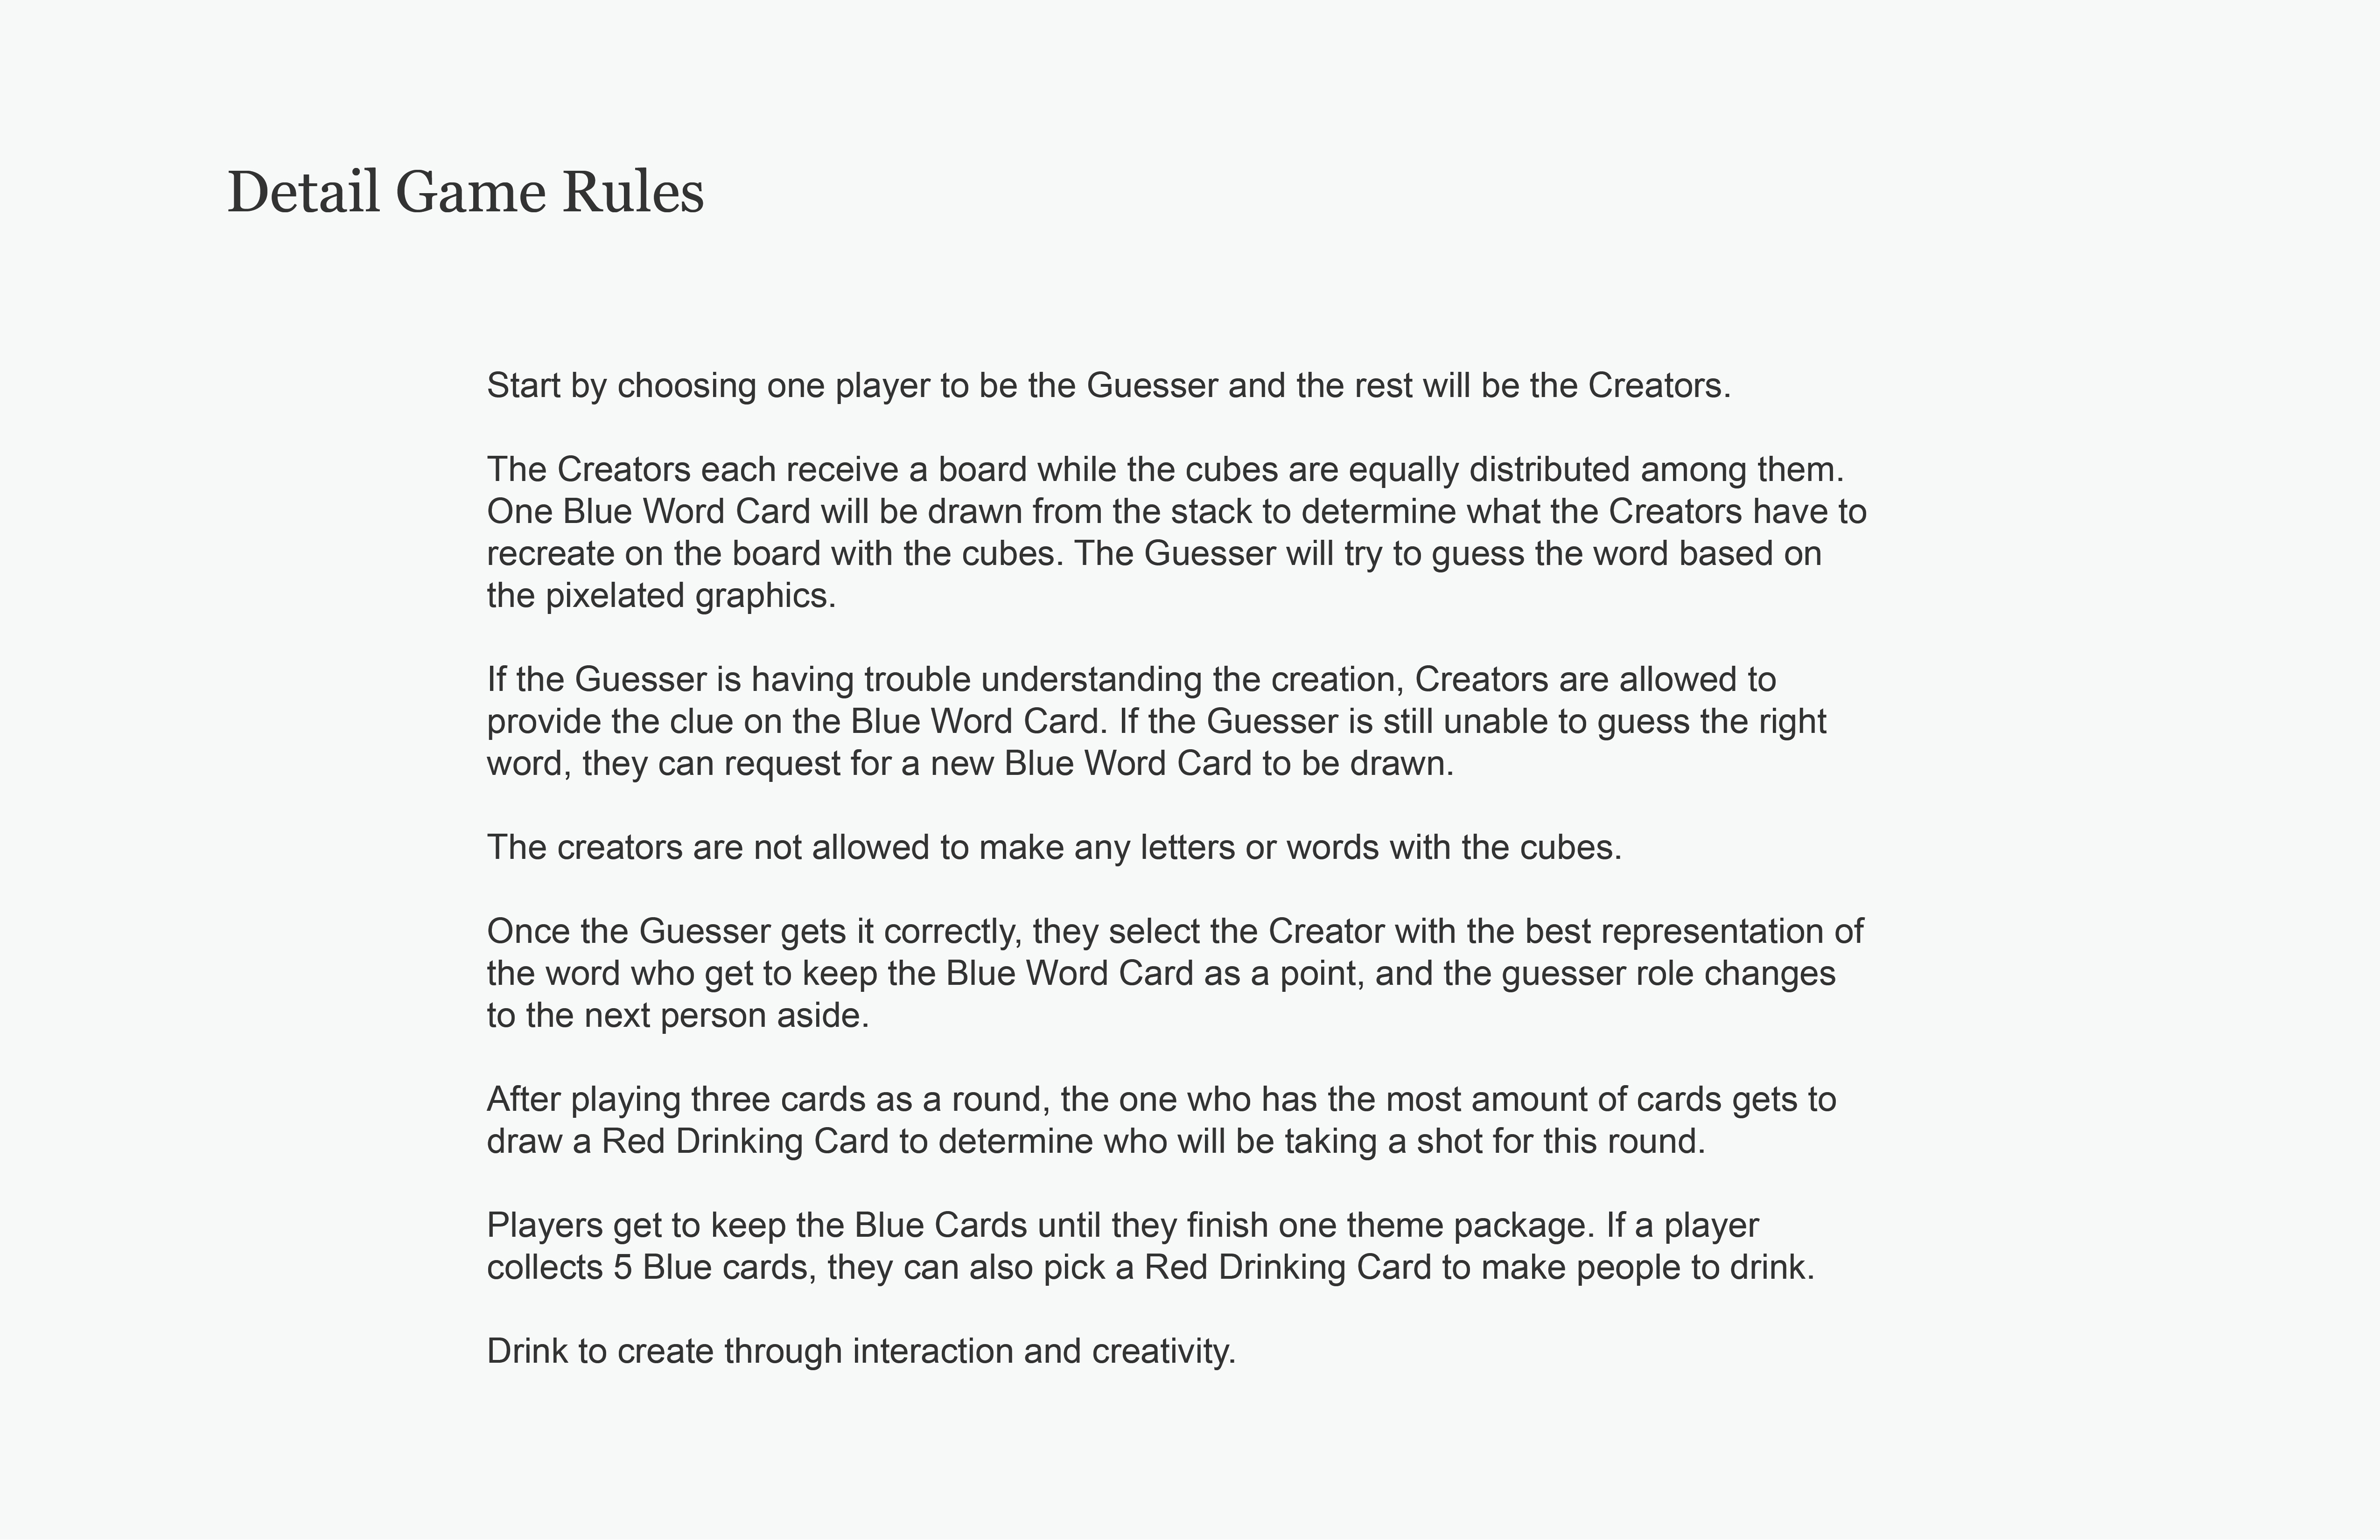 Detail Game Rules
Start by choosing one player to be the Guesser and the rest will be the Creators.
The Creators each receive a board while the cubes are equally distributed among them.
One Blue Word Card will be drawn from the stack to determine what the Creators have to
recreate on the board with the cubes. The Guesser will try to guess the word based on
the pixelated graphics.
If the Guesser is having trouble understanding the creation, Creators are allowed to
provide the clue on the Blue Word Card. If the Guesser is still unable to guess the right
word, they can request for a new Blue Word Card to be drawn.
The creators are not allowed to make any letters or words with the cubes.
Once the Guesser gets it correctly, they select the Creator with the best representation of
the word who get to keep the Blue Word Card as a point, and the guesser role changes
to the next person aside.
After playing three cards as a round, the one who has the most amount of cards gets to
draw a Red Drinking Card to determine who will be taking a shot for this round.
Players get to keep the Blue Cards until they finish one theme package. If a player
collects 5 Blue cards, they can also pick a Red Drinking Card to make people to drink.
Drink to create through interaction and creativity.